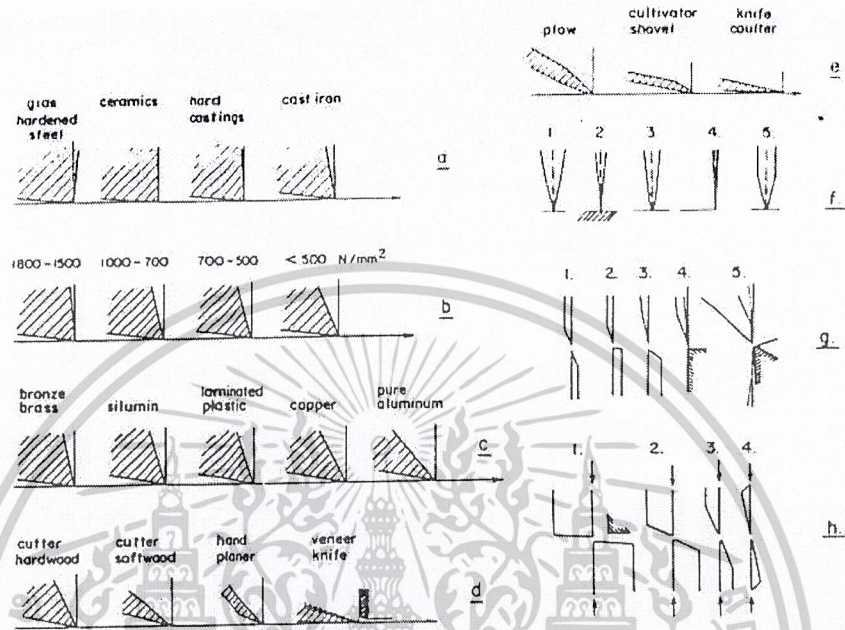 glas
hardened
steel
ceramics
hard
castings
cast iron
a
1800-1500
1000-700
700-500
< 500 N/mm²
b
bronze
brass
silumin
laminated
plastic
copper
pure
aluminum
c
cutter
hardwood
cutter
softwood
hand
planer
veneer
knife
d
plow
cultivator
shovel
knife
coulter
e
1.
2.
3.
4.
5.
f.
1.
2.
3.
4.
5.
g.
1.
2.
3.
4.
h.